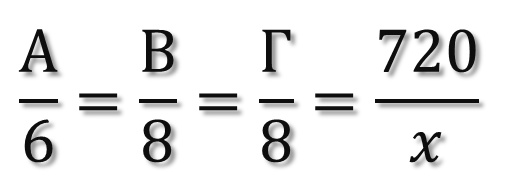 Α/6 = Β/8 = Γ/8 = 720/x